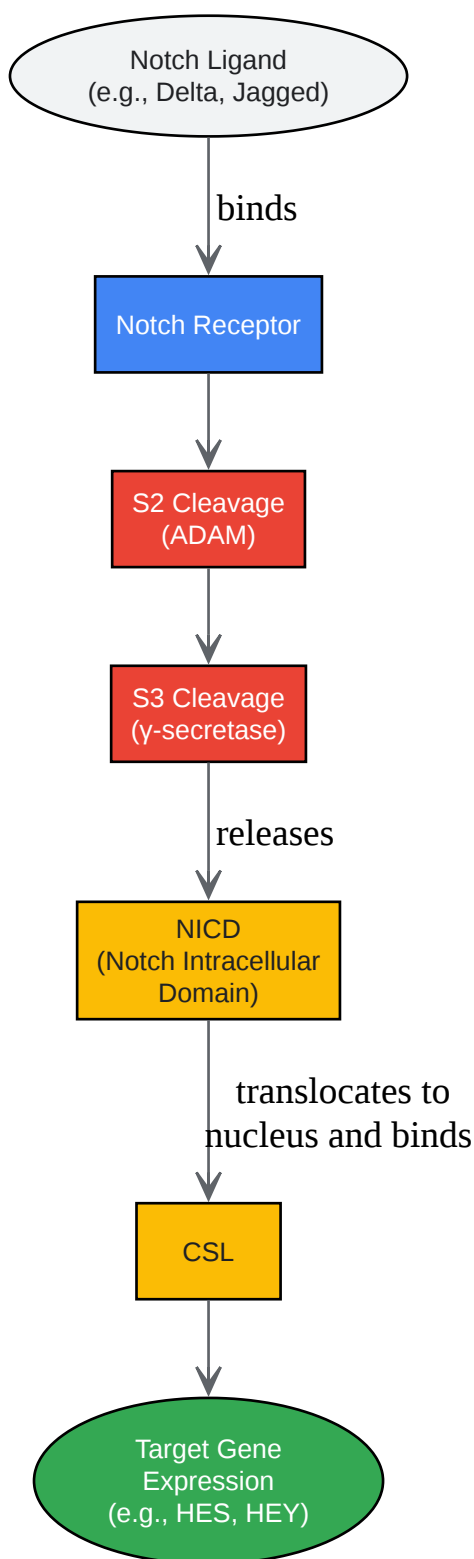 Notch Ligand
(e.g., Delta, Jagged)
binds
Notch Receptor
S2 Cleavage
(ADAM)
S3 Cleavage
(γ-secretase)
releases
NICD
(Notch Intracellular
Domain)
translocates to
nucleus and binds
CSL
Target Gene
Expression
(e.g., HES, HEY)